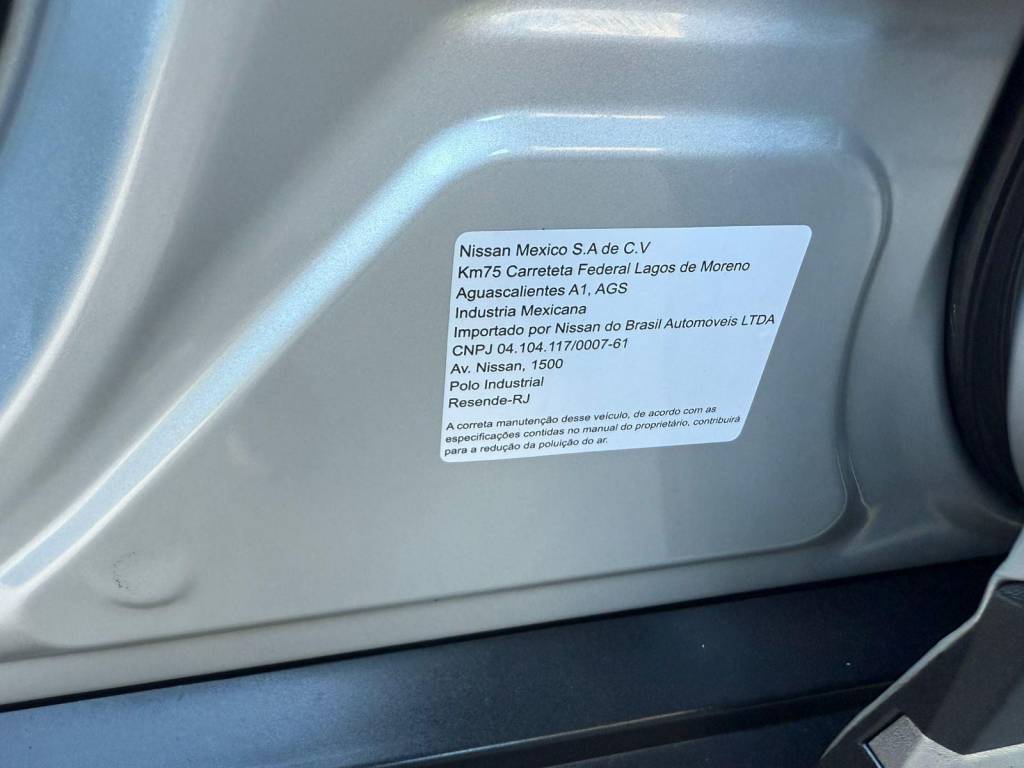 Nissan Mexico S.A de C.V
Km75 Carreteta Federal Lagos de Moreno
Aguascalientes A1, AGS
Industria Mexicana
Importado por Nissan do Brasil Automoveis LTDA
CNPJ 04.104.117/0007-61
Av. Nissan, 1500
Polo Industrial
Resende-RJ
A correta manutenção desse veículo, de acordo com as
especificações contidas no manual do proprietário, contribuirá
para a redução da poluição do ar.